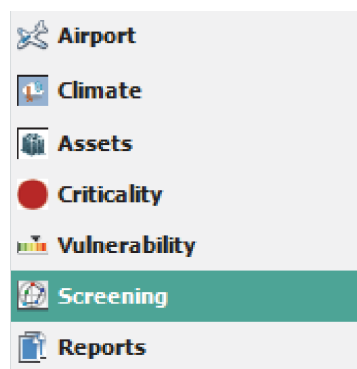 Airport
Climate
Assets
Criticality
Vulnerability
Screening
Reports